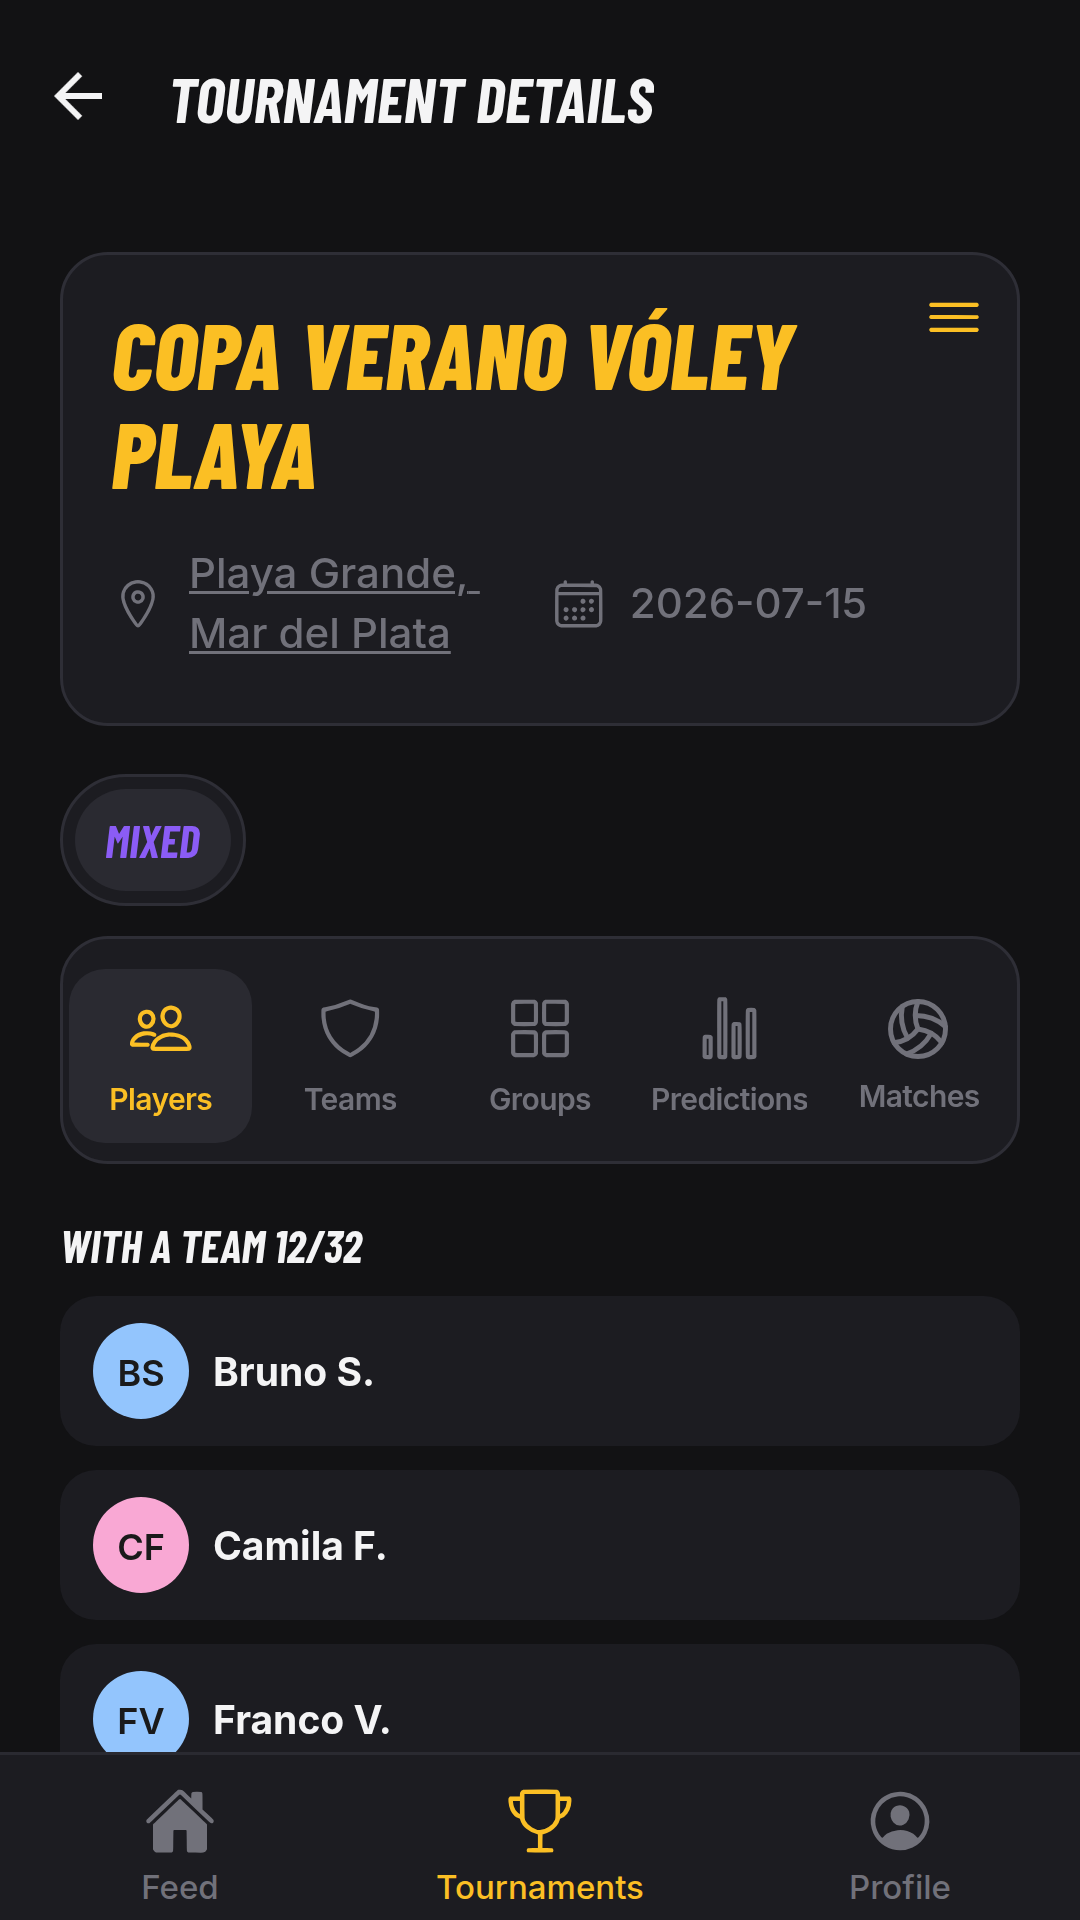 TOURNAMENT DETAILS
COPA VERANO VÓLEY
PLAYA
Playa Grande,
Mar del Plata
2026-07-15
MIXED
Players
Teams
Groups
Predictions
Matches
WITH A TEAM 12/32
BS
Bruno S.
CF
Camila F.
FV
Franco V.
Feed
Tournaments
Profile